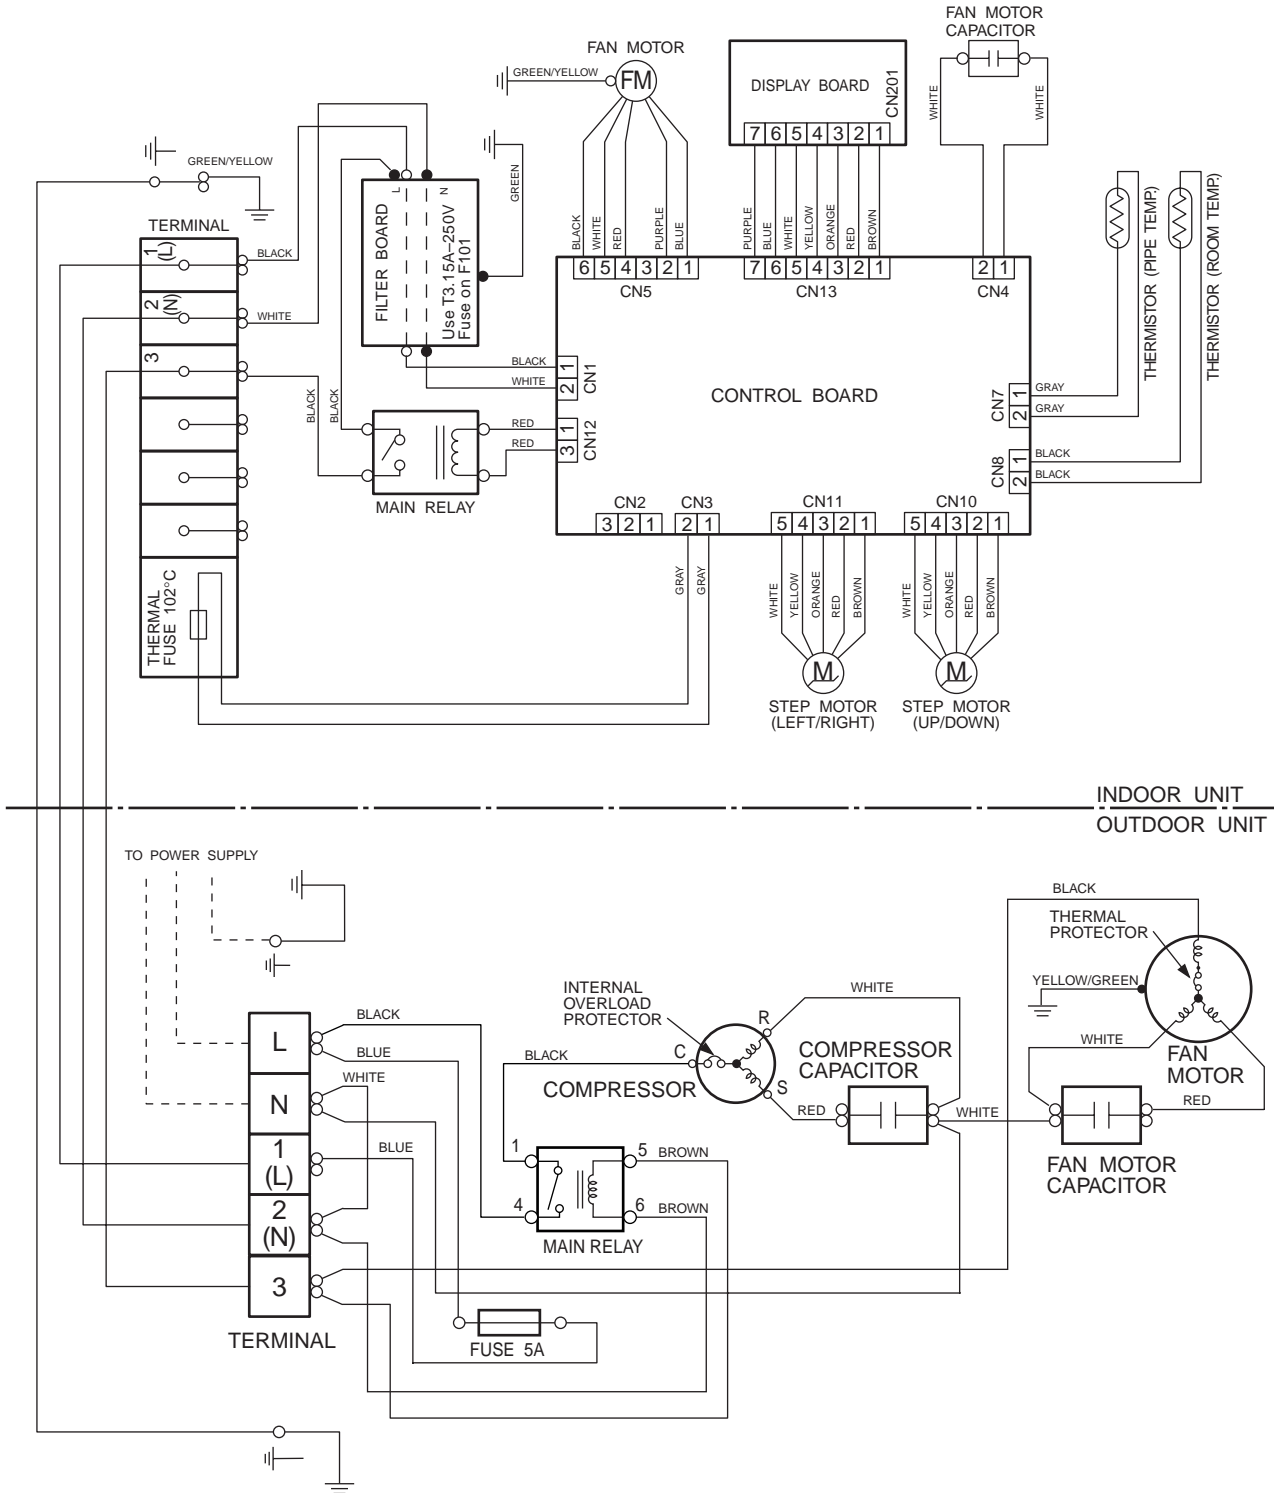 FAN MOTOR
CAPACITOR
WHITE
WHITE
FAN MOTOR
GREEN/YELLOW
FM
DISPLAY BOARD
CN201
7 6 5 4 3 2 1
GREEN/YELLOW
GREEN
TERMINAL
1
(L)
BLACK
2
(N)
WHITE
3
L
N
FILTER BOARD
Use T3.15A–250V
Fuse on F101
BLACK
WHITE
RED
PURPLE
BLUE
PURPLE
BLUE
WHITE
YELLOW
ORANGE
RED
BROWN
6 5 4 3 2 1
CN5
7 6 5 4 3 2 1
CN13
2 1
CN4
THERMISTOR (PIPE TEMP.)
THERMISTOR (ROOM TEMP.)
BLACK
WHITE
1
2
CN1
BLACK
BLACK
RED
RED
1
3
CN12
MAIN RELAY
CONTROL BOARD
CN7
1
2
GRAY
GRAY
CN8
1
2
BLACK
BLACK
CN2
3 2 1
CN3
2 1
CN11
5 4 3 2 1
CN10
5 4 3 2 1
GRAY
GRAY
WHITE
YELLOW
ORANGE
RED
BROWN
WHITE
YELLOW
ORANGE
RED
BROWN
THERMAL
FUSE 102°C
M
STEP MOTOR
(LEFT/RIGHT)
M
STEP MOTOR
(UP/DOWN)
INDOOR UNIT
OUTDOOR UNIT
TO POWER SUPPLY
BLACK
THERMAL
PROTECTOR
YELLOW/GREEN
WHITE
FAN
MOTOR
RED
INTERNAL
OVERLOAD
PROTECTOR
WHITE
R
C
S
BLACK
COMPRESSOR
COMPRESSOR
CAPACITOR
RED
WHITE
FAN MOTOR
CAPACITOR
L
BLACK
BLUE
N
WHITE
1
(L)
BLUE
2
(N)
3
TERMINAL
1
4
5
BROWN
6
BROWN
MAIN RELAY
FUSE 5A